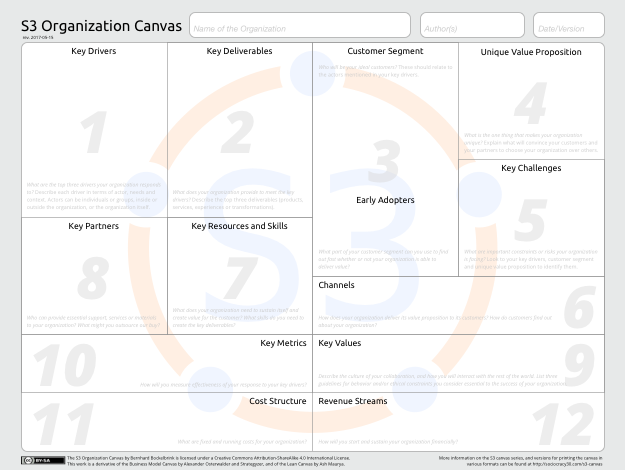 S3 Organization Canvas
rev. 2017-05-15
Name of the Organization
Author(s)
Date/Version
Key Drivers
1
What are the top three drivers your organization responds
to? Describe each driver in terms of actor, needs and
context. Actors can be individuals or groups, inside or
outside the organization, or the organization itself.
Key Deliverables
2
What does your organization provide to meet the key
drivers? Describe the top three deliverables (products,
services, experiences or transformations).
Customer Segment
Who will be your ideal customers? These should relate to
the actors mentioned in your key drivers.
3
Early Adopters
What part of your customer segment can you use to find
out fast whether or not your organization is able to
deliver value?
Unique Value Proposition
4
What is the one thing that makes your organization
unique? Explain what will convince your customers and
your partners to choose your organization over others.
Key Challenges
5
What are important constraints or risks your organization
is facing? Look to your key drivers, customer segment
and unique value proposition to identify them.
Key Partners
8
Who can provide essential support, services or materials
to your organization? What might you outsource and why?
Key Resources and Skills
7
What does your organization need to sustain itself and
create value for the customer? What skills do you need to
create the key deliverables?
Channels
6
How does your organization deliver its value proposition to its customers? How do customers find out
about your organization?
Key Metrics
10
How will you measure effectiveness of your response to your key drivers?
Key Values
9
Describe the culture of your collaboration, and how you will interact with the rest of the world. List three
guidelines for behavior and/or ethical constraints you consider essential to the success of your organization.
Cost Structure
11
What are fixed and running costs for your organization?
Revenue Streams
12
How will you start and sustain your organization financially?
BY-SA
The S3 Organization Canvas by Bernhard Bockelbrink is licensed under a Creative Commons Attribution-ShareAlike 4.0 International License.
This work is a derivative of the Business Model Canvas by Alexander Osterwalder and Strategyzer, and of the Lean Canvas by Ash Maurya.
More information on the S3 canvas series, and versions for printing the canvas in
various formats can be found at http://sociocracy30.org/s3-canvas